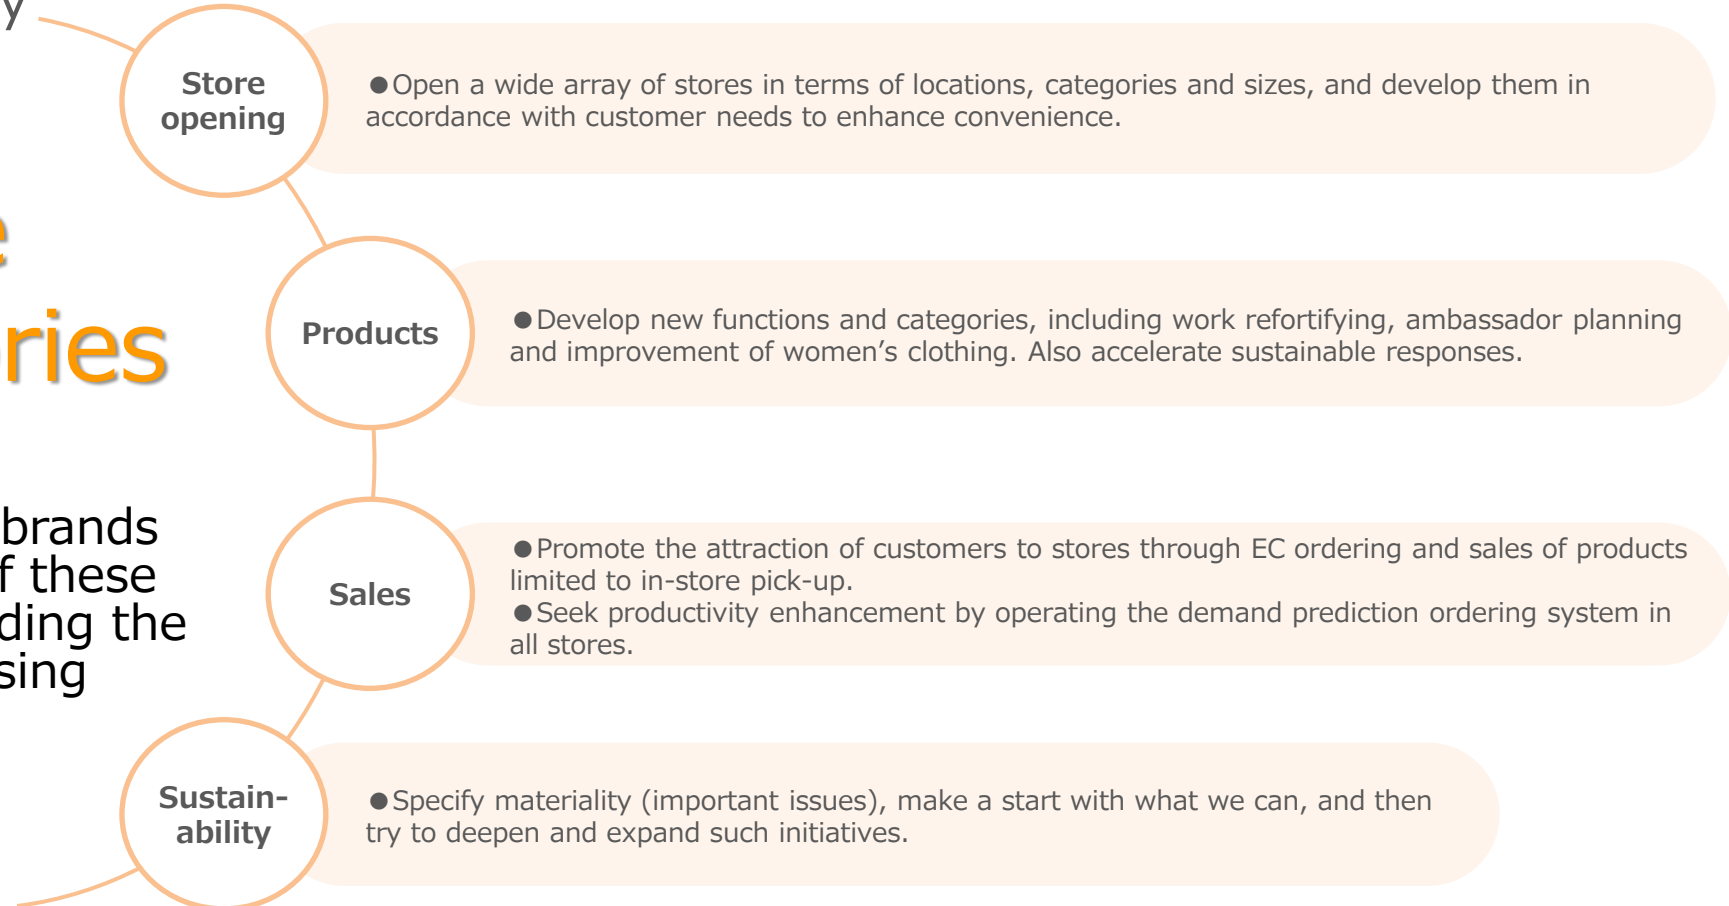 y
Store
opening
●Open a wide array of stores in terms of locations, categories and sizes, and develop them in
accordance with customer needs to enhance convenience.
e
ries
Products
●Develop new functions and categories, including work refortifying, ambassador planning
and improvement of women’s clothing. Also accelerate sustainable responses.
brands
f these
ding the
sing
Sales
●Promote the attraction of customers to stores through EC ordering and sales of products
limited to in-store pick-up.
●Seek productivity enhancement by operating the demand prediction ordering system in
all stores.
Sustain-
ability
●Specify materiality (important issues), make a start with what we can, and then
try to deepen and expand such initiatives.